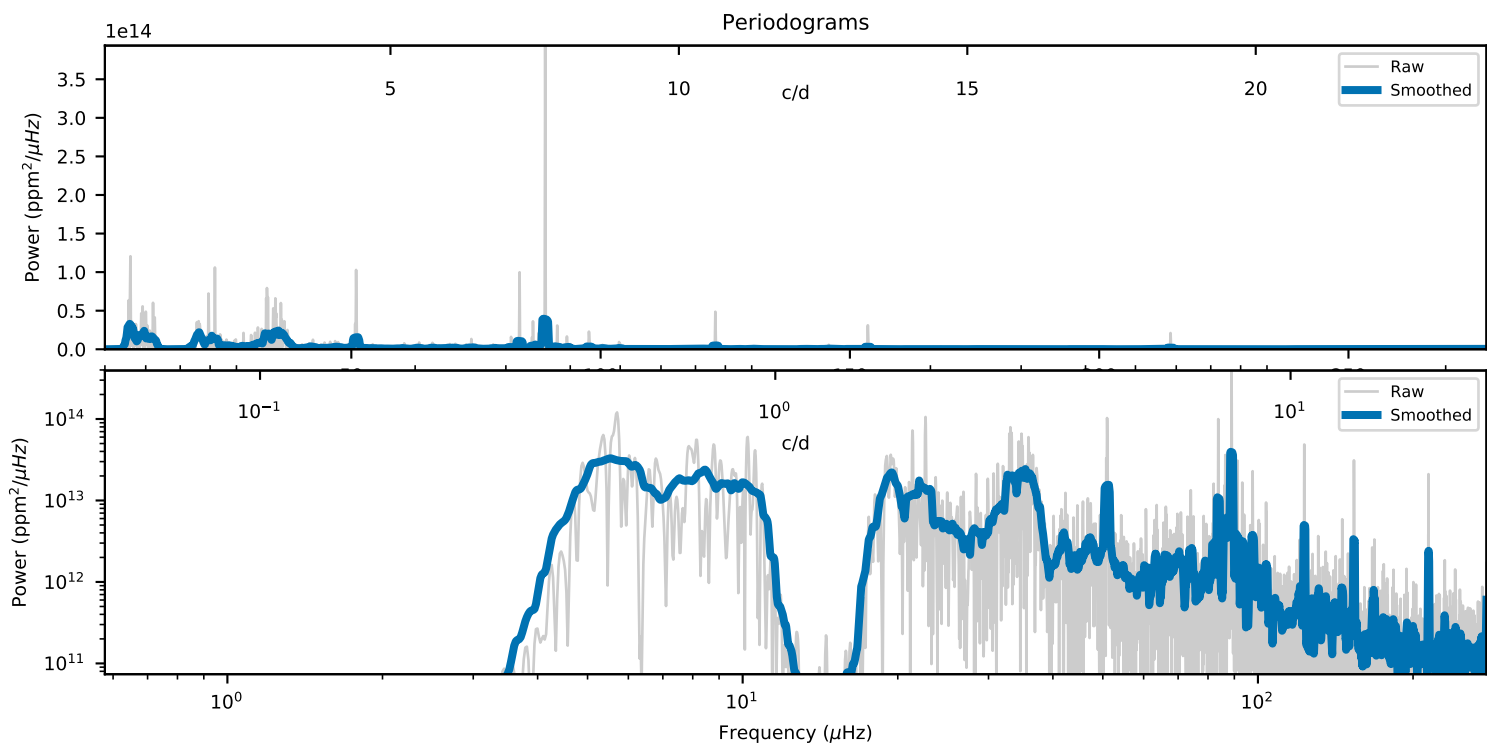 Periodograms
1e14
Power (ppm²/μHz)
3.5
3.0
2.5
2.0
1.5
1.0
0.5
0.0
5 10 15 20
c/d
Raw
Smoothed
Power (ppm²/μHz)
10¹⁴
10¹³
10¹²
10¹¹
10⁻¹ 10⁰ 10¹
c/d
Raw
Smoothed
10⁰ 10¹ 10²
Frequency (μHz)